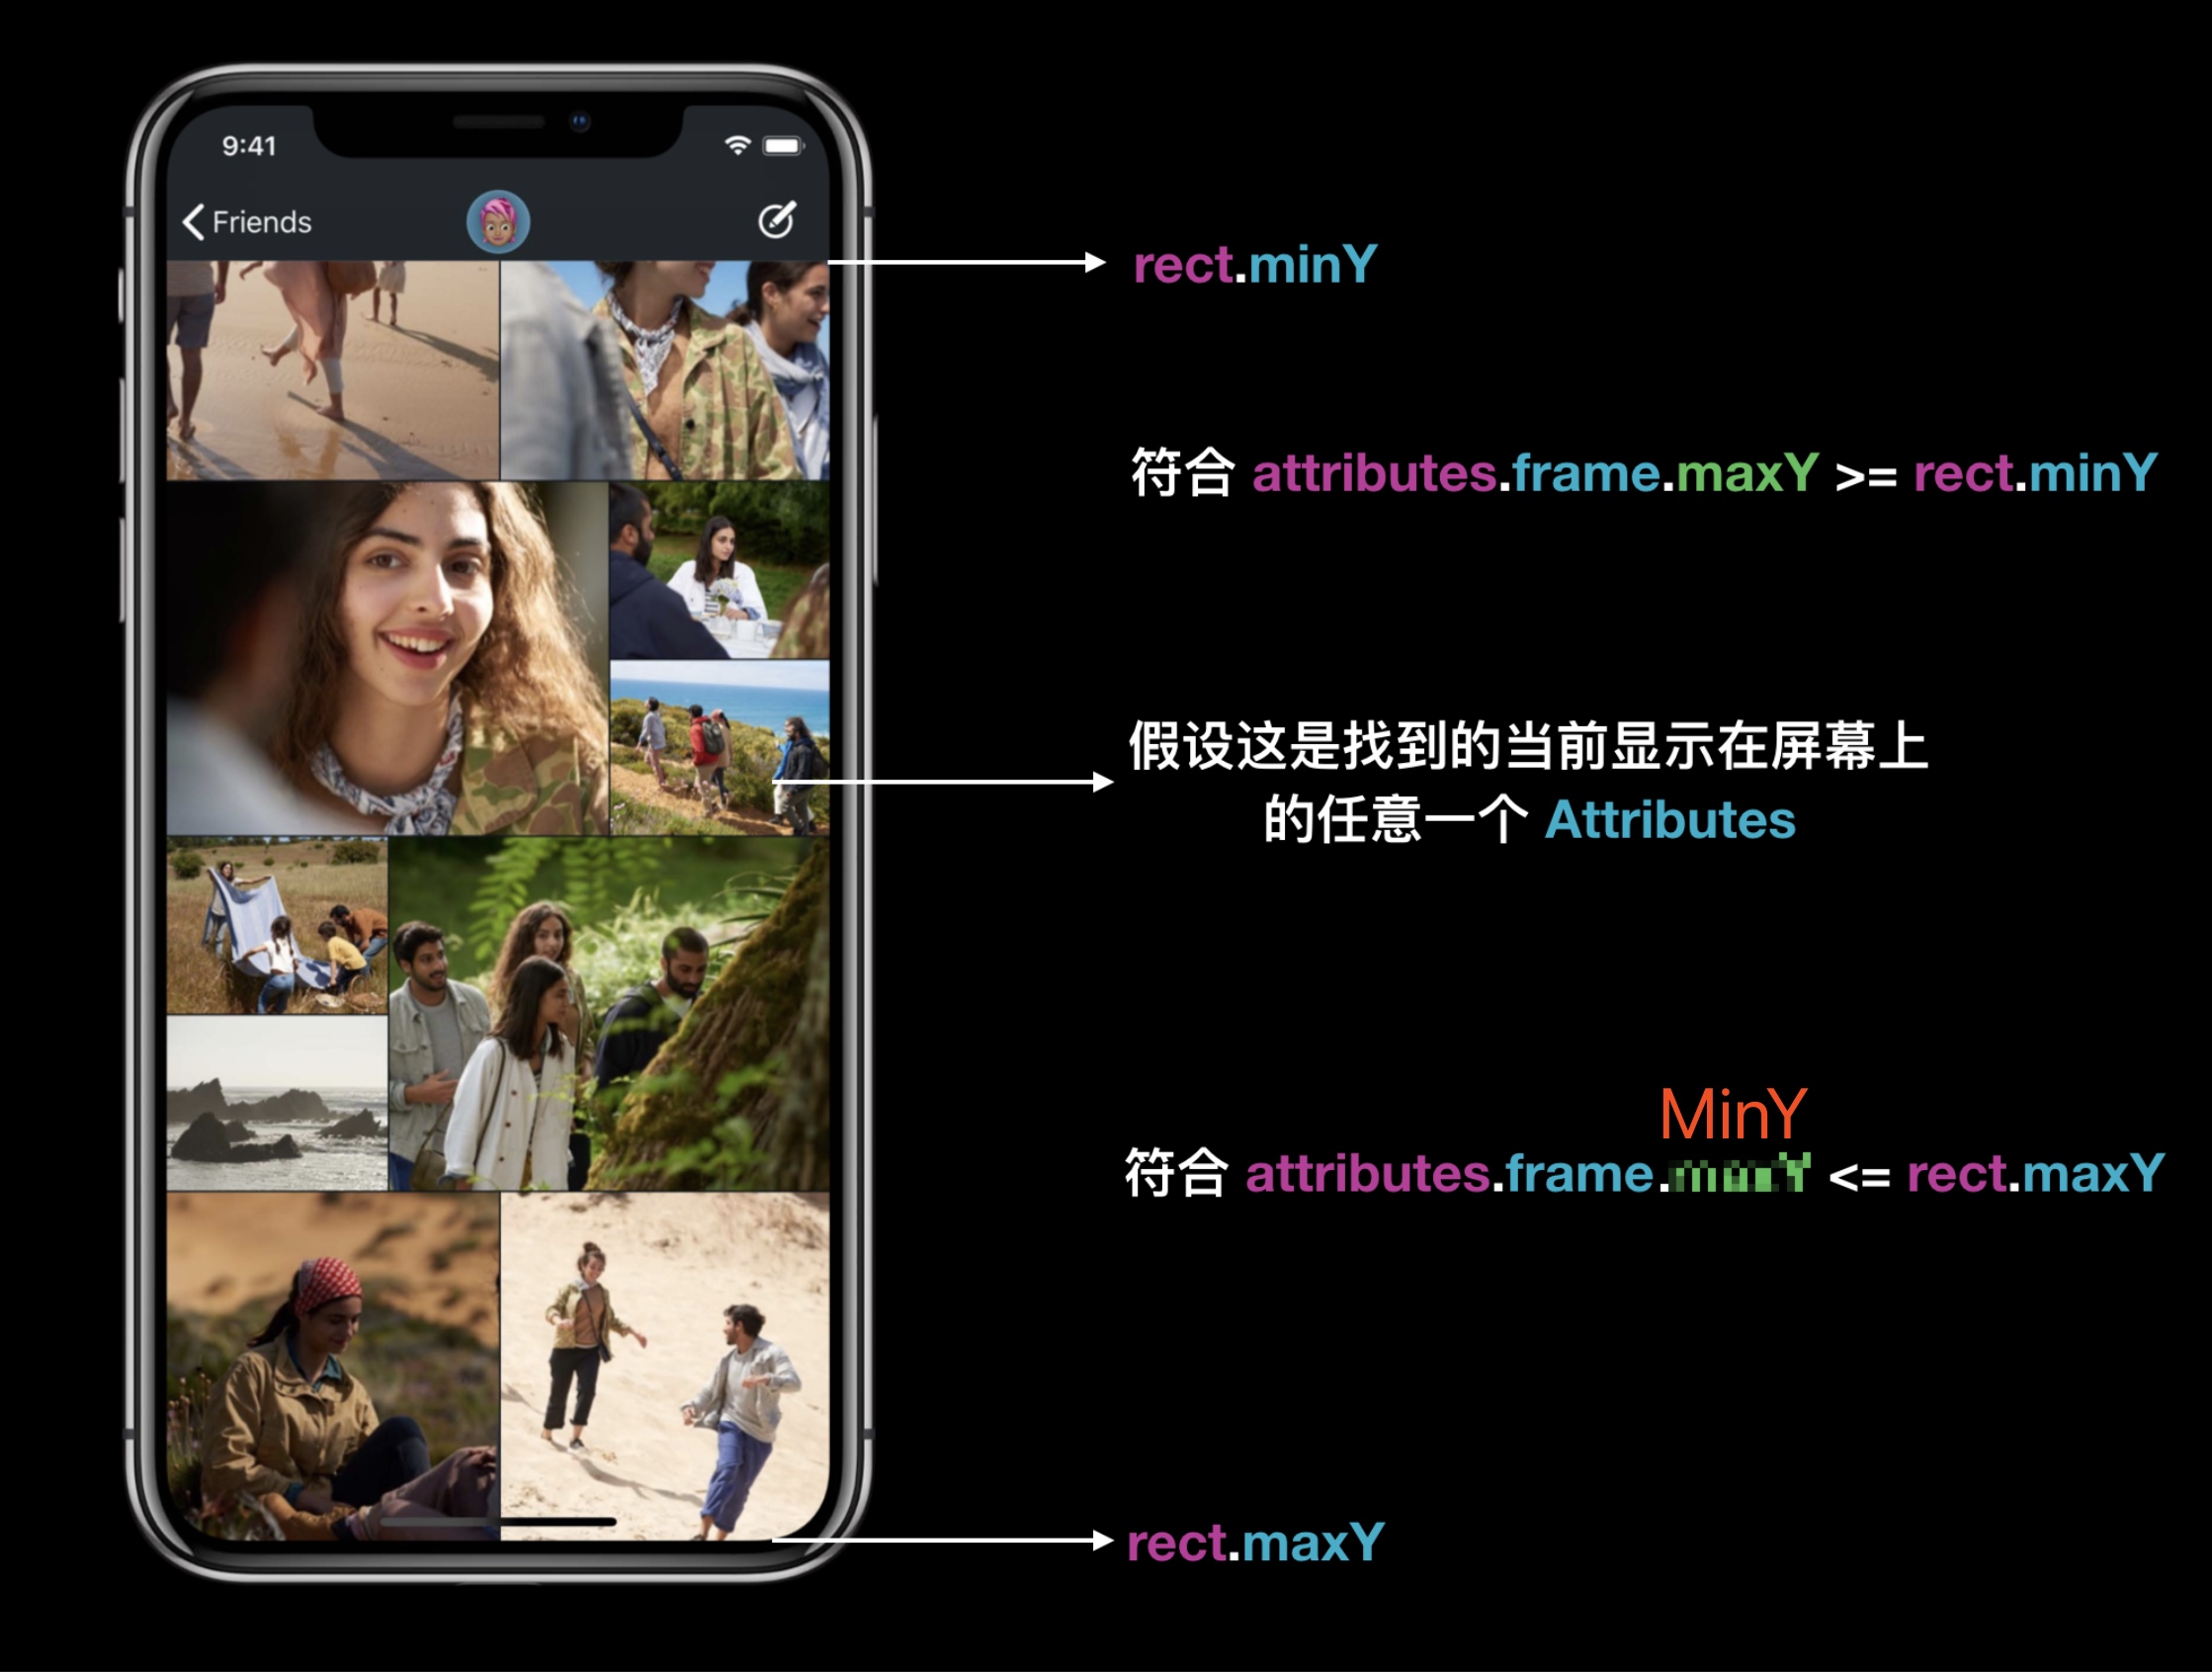 9:41
Friends
rect.minY
符合 attributes.frame.maxY >= rect.minY
假设这是找到的当前显示在屏幕上
的任意一个 Attributes
MinY
符合 attributes.frame. <= rect.maxY
rect.maxY